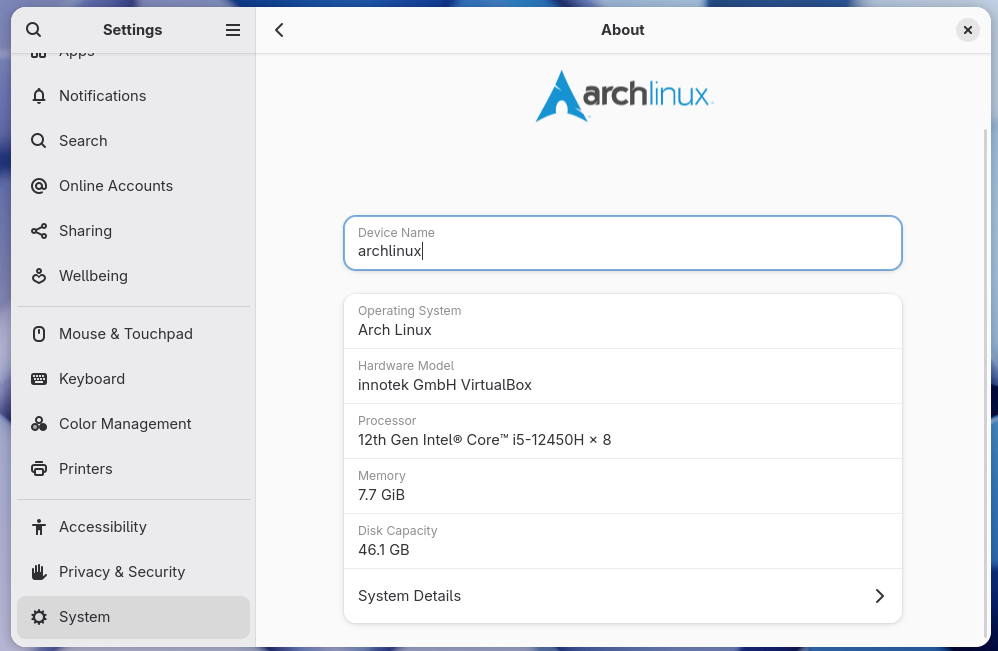 Settings
Apps
Notifications
Search
Online Accounts
Sharing
Wellbeing
Mouse & Touchpad
Keyboard
Color Management
Printers
Accessibility
Privacy & Security
System
About
archlinux
Device Name
archlinux
Operating System
Arch Linux
Hardware Model
innotek GmbH VirtualBox
Processor
12th Gen Intel® Core™ i5-12450H × 8
Memory
7.7 GiB
Disk Capacity
46.1 GB
System Details